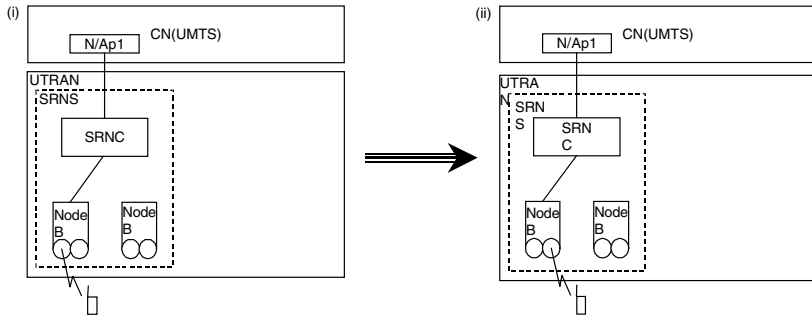 (i)
CN(UMTS)
N/Ap1
UTRAN
SRNS
SRNC
Node
B
Node
B
(ii)
CN(UMTS)
N/Ap1
UTRA
N
SRN
S
SRN
C
Node
B
Node
B